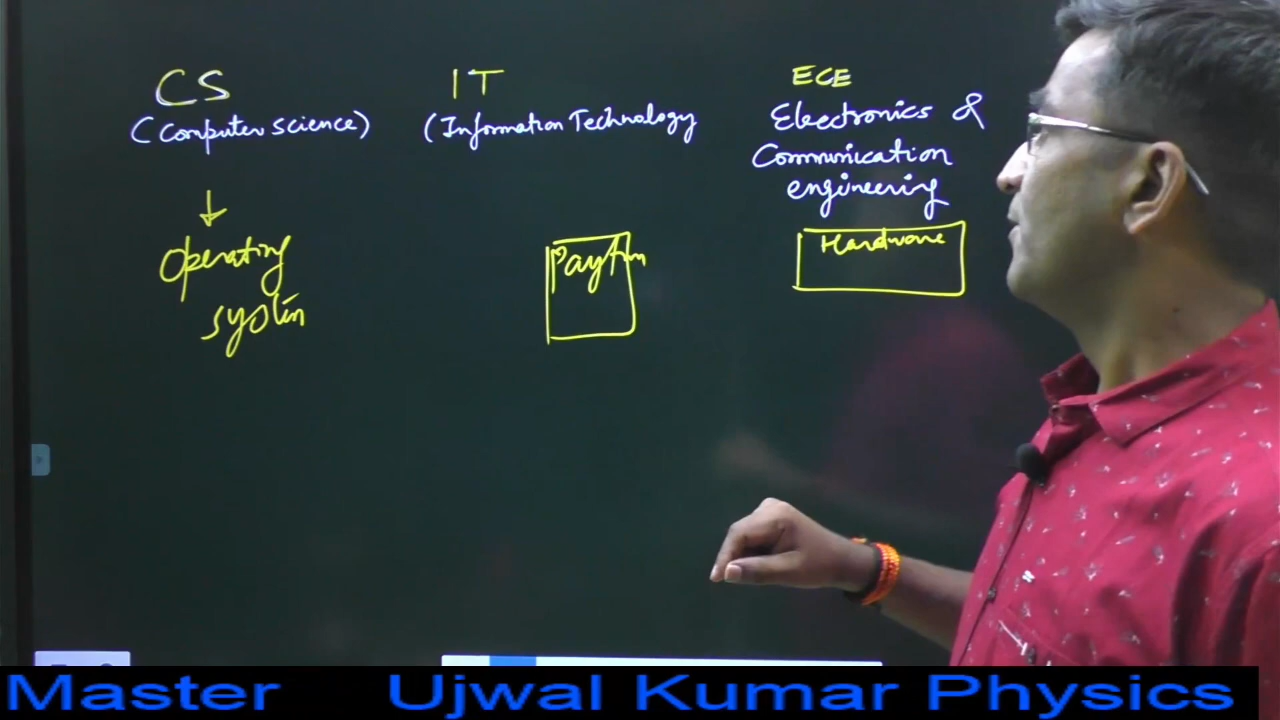 CS
(Computer science)
↓
Operating
system
IT
(Information Technology
Paytm
ECE
Electronics &
Communication
engineering
Hardware
Master Ujwal Kumar Physics